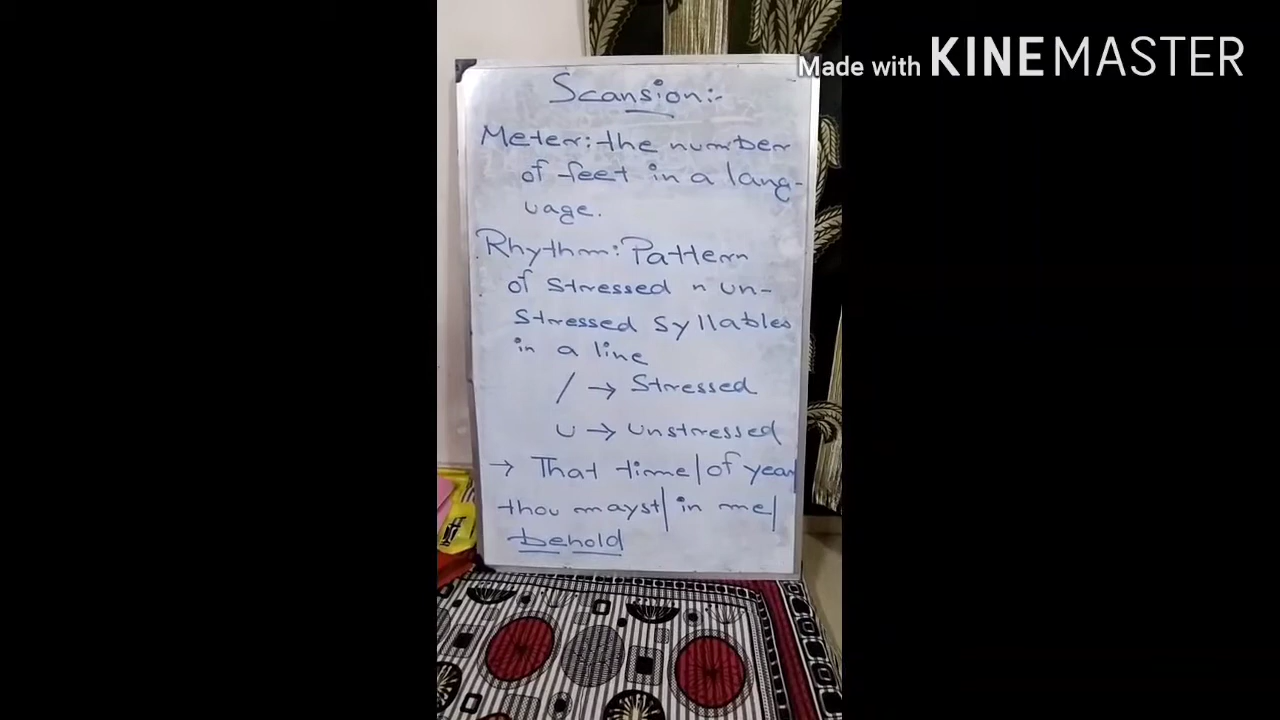 Made with KINEMASTER
Scansion:-
Meter: the number
of feet in a lang-
uage.
Rhythm: Pattern
of stressed n un-
stressed syllables
in a line
/ → Stressed
U → unstressed
→ That time/of year/
thou mayst/in me/
behold